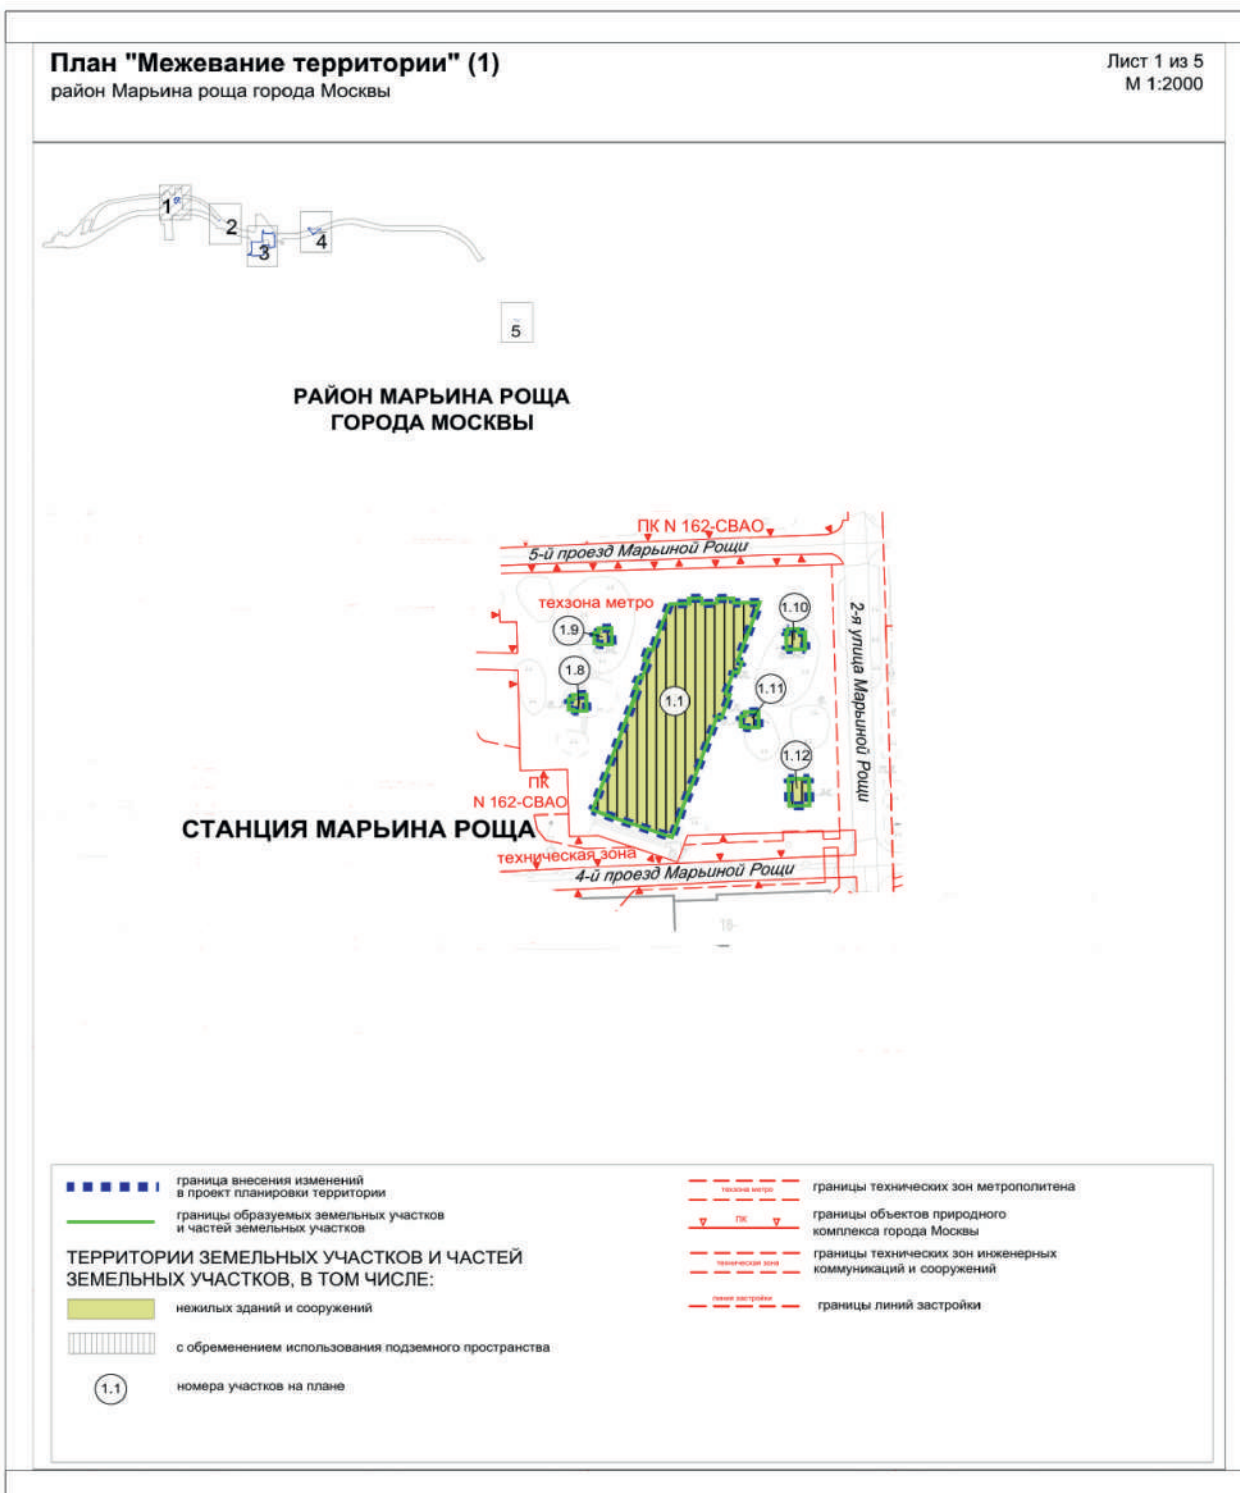 План "Межевание территории" (1)
район Марьина роща города Москвы
Лист 1 из 5
М 1:2000
1
2
3
4
5
РАЙОН МАРЬИНА РОЩА
ГОРОДА МОСКВЫ
ПК N 162-СВАО
5-й проезд Марьиной Рощи
техзона метро
1.9
1.10
1.8
1.1
1.11
1.12
2-я улица Марьиной Рощи
ПК
N 162-СВАО
СТАНЦИЯ МАРЬИНА РОЩА
техническая зона
4-й проезд Марьиной Рощи
граница внесения изменений
в проект планировки территории
границы образуемых земельных участков
и частей земельных участков
ТЕРРИТОРИИ ЗЕМЕЛЬНЫХ УЧАСТКОВ И ЧАСТЕЙ
ЗЕМЕЛЬНЫХ УЧАСТКОВ, В ТОМ ЧИСЛЕ:
нежилых зданий и сооружений
с обременением использования подземного пространства
1.1
номера участков на плане
техзона метро
границы технических зон метрополитена
ПК
границы объектов природного
комплекса города Москвы
техническая зона
границы технических зон инженерных
коммуникаций и сооружений
линия застройки
границы линий застройки